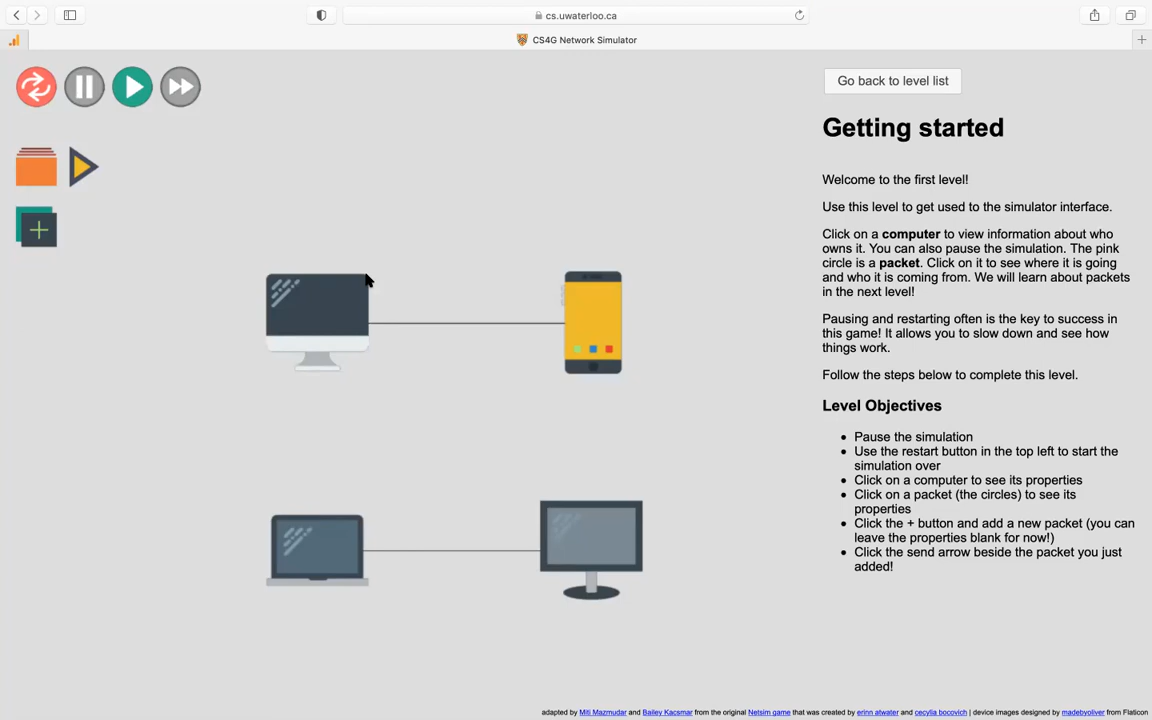 cs.uwaterloo.ca
CS4G Network Simulator
Go back to level list
Getting started
Welcome to the first level!
Use this level to get used to the simulator interface.
Click on a computer to view information about who
owns it. You can also pause the simulation. The pink
circle is a packet. Click on it to see where it is going
and who it is coming from. We will learn about packets
in the next level!
Pausing and restarting often is the key to success in
this game! It allows you to slow down and see how
things work.
Follow the steps below to complete this level.
Level Objectives
• Pause the simulation
• Use the restart button in the top left to start the
simulation over
• Click on a computer to see its properties
• Click on a packet (the circles) to see its
properties
• Click the + button and add a new packet (you can
leave the properties blank for now!)
• Click the send arrow beside the packet you just
added!
adapted by Miti Mazmudar and Bailey Kacsmar from the original Netsim game that was created by erinn atwater and cecylia bocovich | device images designed by madebyoliver from Flaticon